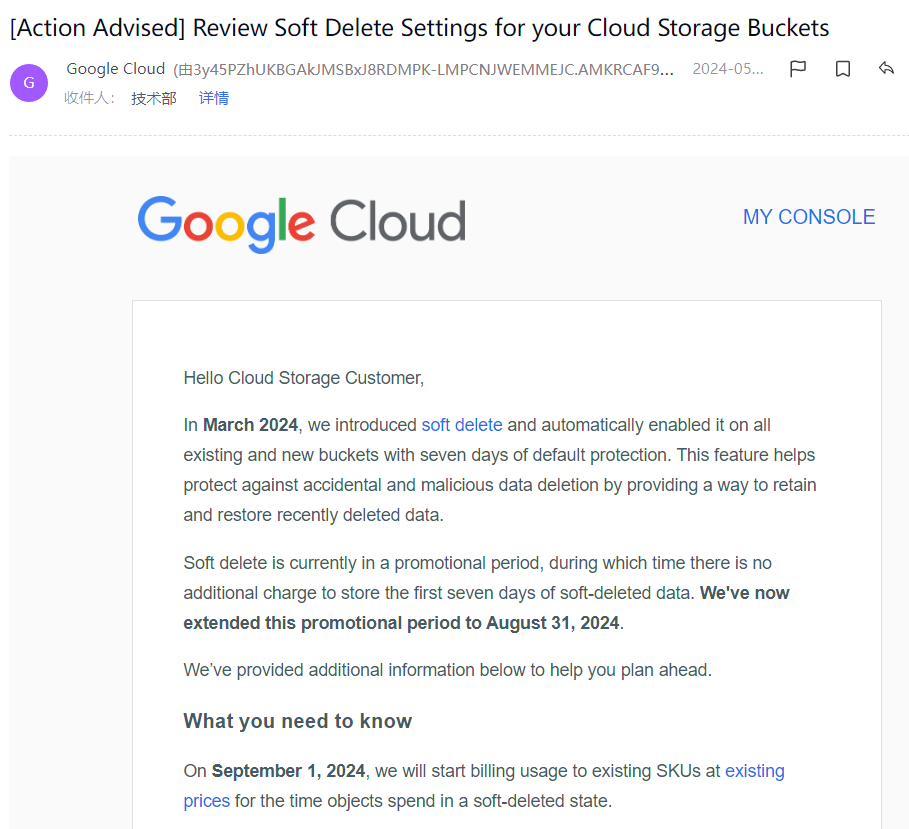 [Action Advised] Review Soft Delete Settings for your Cloud Storage Buckets
G
Google Cloud (由3y45PZhUKBGAkJMSBxJ8RDMPK-LMPCNJWEMMEJC.AMKRCAF9... 2024-05...
收件人： 技术部 详情
Google Cloud
MY CONSOLE
Hello Cloud Storage Customer,
In March 2024, we introduced soft delete and automatically enabled it on all
existing and new buckets with seven days of default protection. This feature helps
protect against accidental and malicious data deletion by providing a way to retain
and restore recently deleted data.
Soft delete is currently in a promotional period, during which time there is no
additional charge to store the first seven days of soft-deleted data. We've now
extended this promotional period to August 31, 2024.
We’ve provided additional information below to help you plan ahead.
What you need to know
On September 1, 2024, we will start billing usage to existing SKUs at existing
prices for the time objects spend in a soft-deleted state.